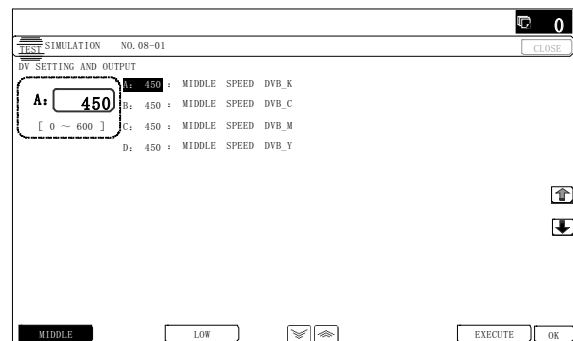 0
TEST SIMULATION NO. 08-01
CLOSE
DV SETTING AND OUTPUT
A: 450
[ 0 ~ 600 ]
A: 450 : MIDDLE SPEED DVB_K
B: 450 : MIDDLE SPEED DVB_C
C: 450 : MIDDLE SPEED DVB_M
D: 450 : MIDDLE SPEED DVB_Y
MIDDLE LOW EXECUTE OK